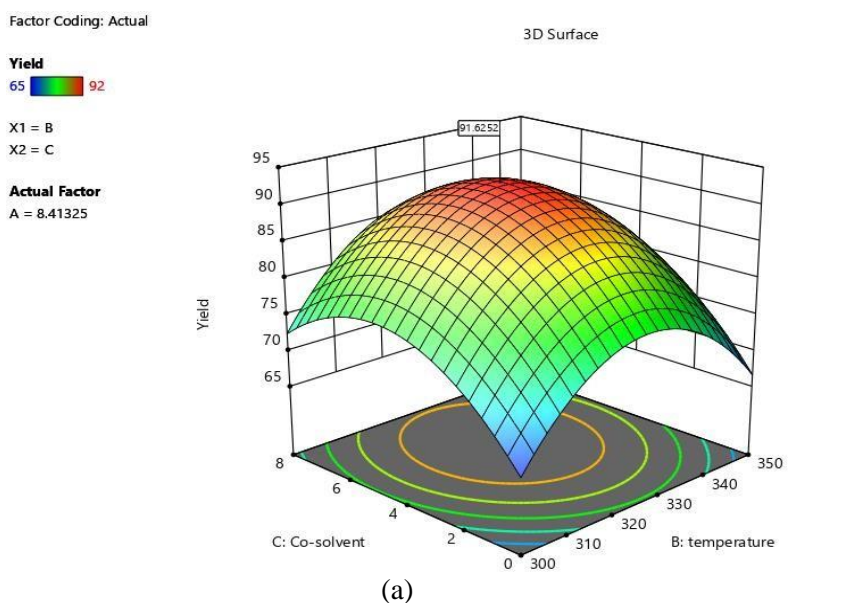 Factor Coding: Actual
3D Surface
Yield
65 92
X1 = B
X2 = C
Actual Factor
A = 8.41325
91.6252
95
90
85
80
75
70
65
Yield
8
6
4
2
0
300
310
320
330
340
350
C: Co-solvent
B: temperature
(a)